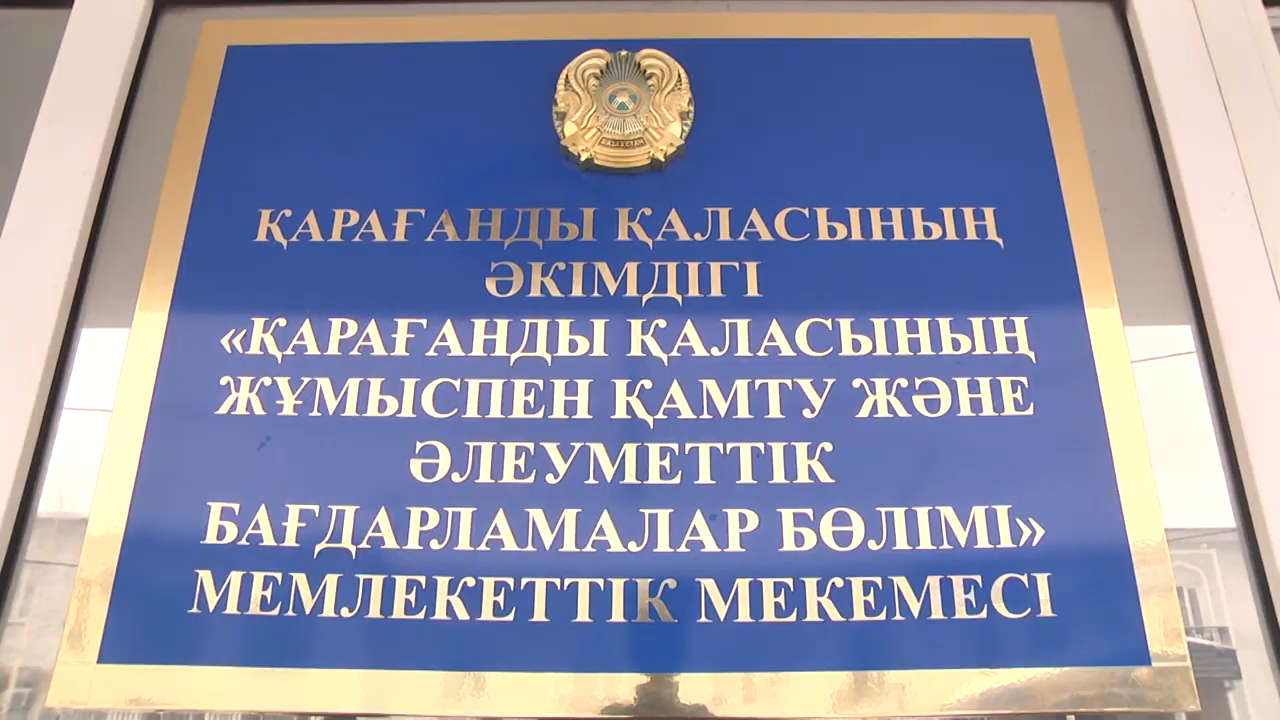 ҚАРАҒАНДЫ ҚАЛАСЫНЫҢ
ӘКІМДІГІ
«ҚАРАҒАНДЫ ҚАЛАСЫНЫҢ
ЖҰМЫСПЕН ҚАМТУ ЖӘНЕ
ӘЛЕУМЕТТІК
БАҒДАРЛАМАЛАР БӨЛІМІ»
МЕМЛЕКЕТТІК МЕКЕМЕСІ